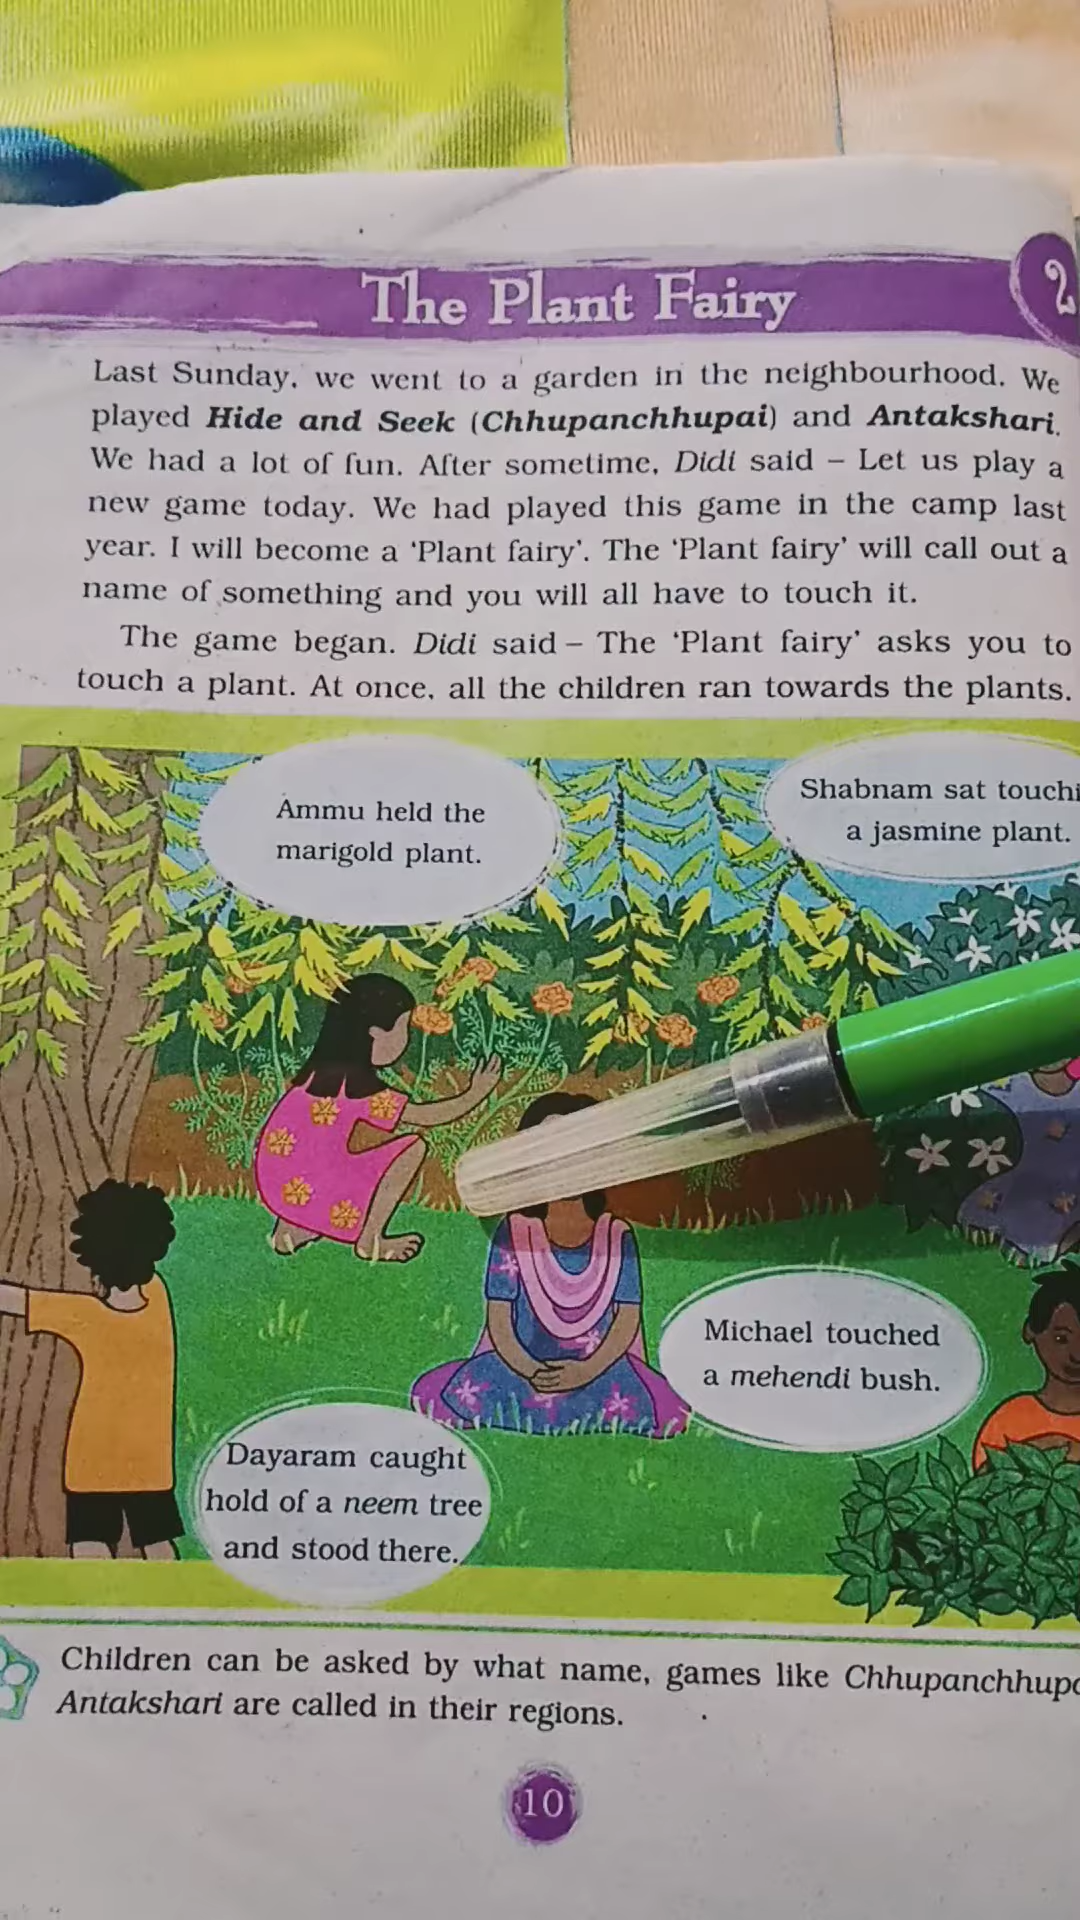 The Plant Fairy
2
Last Sunday, we went to a garden in the neighbourhood. We
played Hide and Seek (Chhupanchhupai) and Antakshari.
We had a lot of fun. After sometime, Didi said – Let us play a
new game today. We had played this game in the camp last
year. I will become a ‘Plant fairy’. The ‘Plant fairy’ will call out a
name of something and you will all have to touch it.
The game began. Didi said – The ‘Plant fairy’ asks you to
touch a plant. At once, all the children ran towards the plants.
Ammu held the
marigold plant.
Shabnam sat touchi
a jasmine plant.
Michael touched
a mehendi bush.
Dayaram caught
hold of a neem tree
and stood there.
Children can be asked by what name, games like Chhupanchhupa
Antakshari are called in their regions.
10